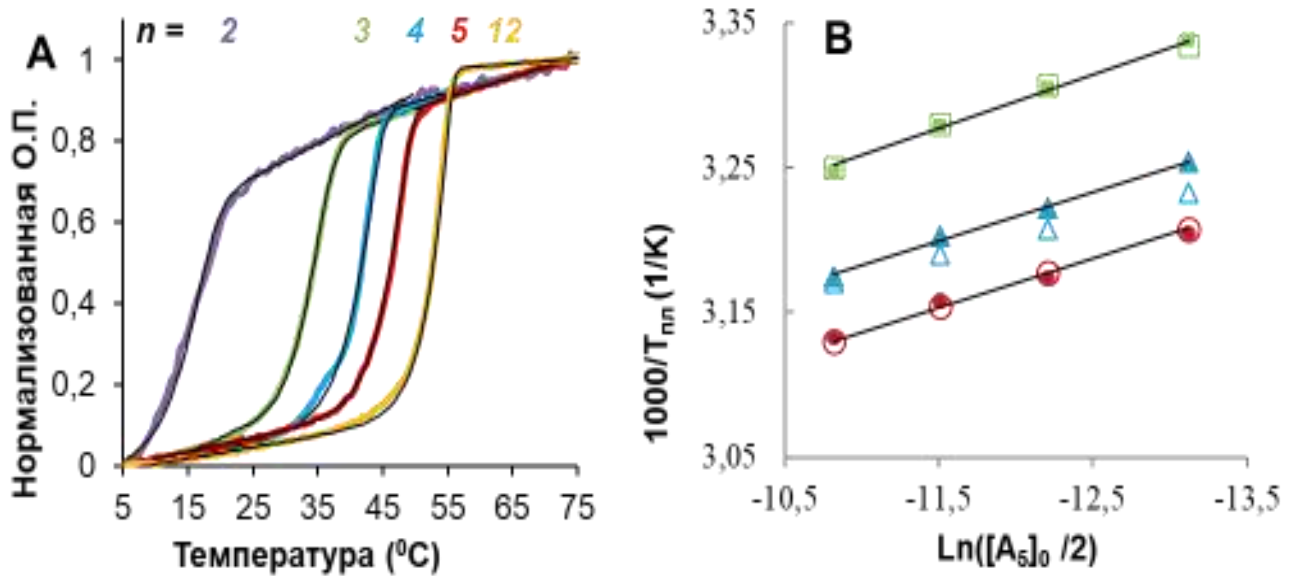 A
n = 2 3 4 5 12
Нормализованная О.П.
1
0,8
0,6
0,4
0,2
0
5 15 25 35 45 55 65 75
Температура (⁰C)
B
1000/Tпл (1/K)
3,35
3,25
3,15
3,05
-10,5 -11,5 -12,5 -13,5
Ln([A₅]₀ /2)